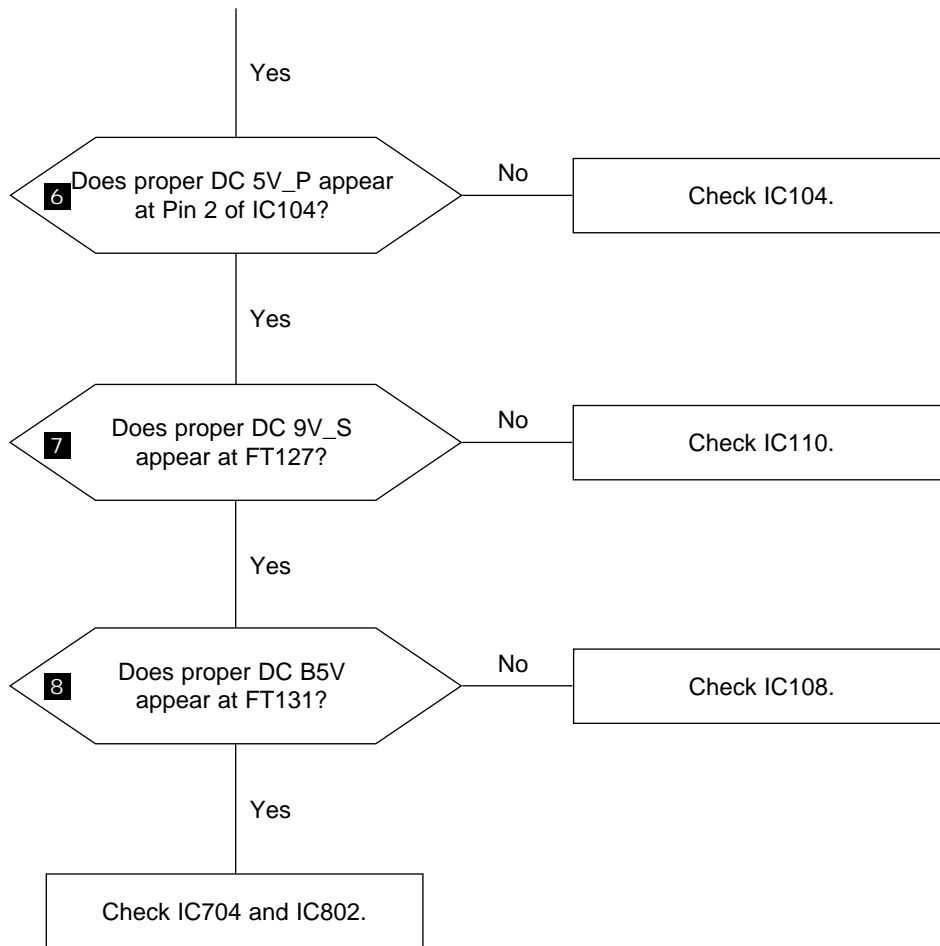 Yes
6 Does proper DC 5V_P appear
at Pin 2 of IC104?
No
Check IC104.
Yes
7 Does proper DC 9V_S
appear at FT127?
No
Check IC110.
Yes
8 Does proper DC B5V
appear at FT131?
No
Check IC108.
Yes
Check IC704 and IC802.